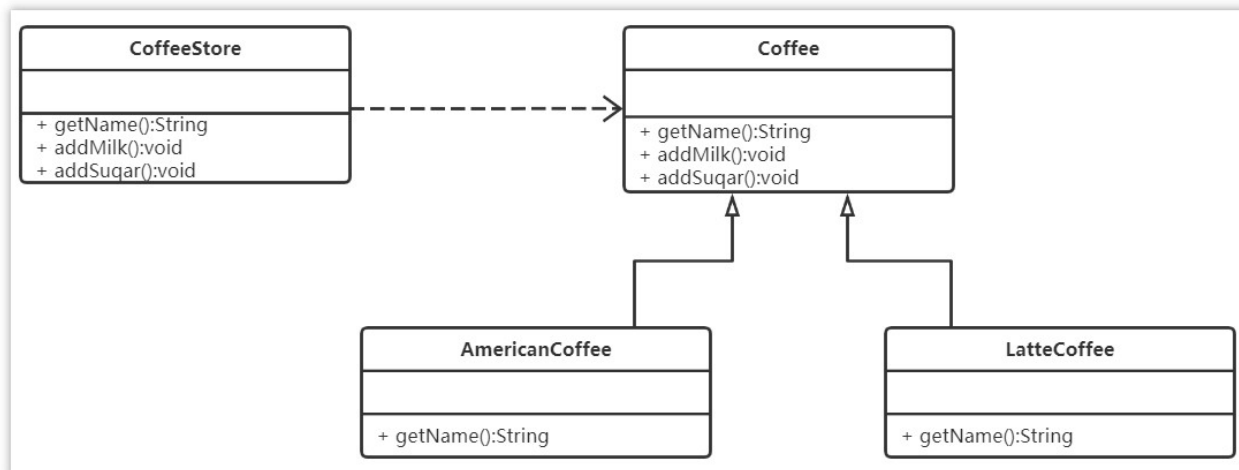 CoffeeStore
+ getName():String
+ addMilk():void
+ addSuqar():void
Coffee
+ getName():String
+ addMilk():void
+ addSuqar():void
AmericanCoffee
+ getName():String
LatteCoffee
+ getName():String